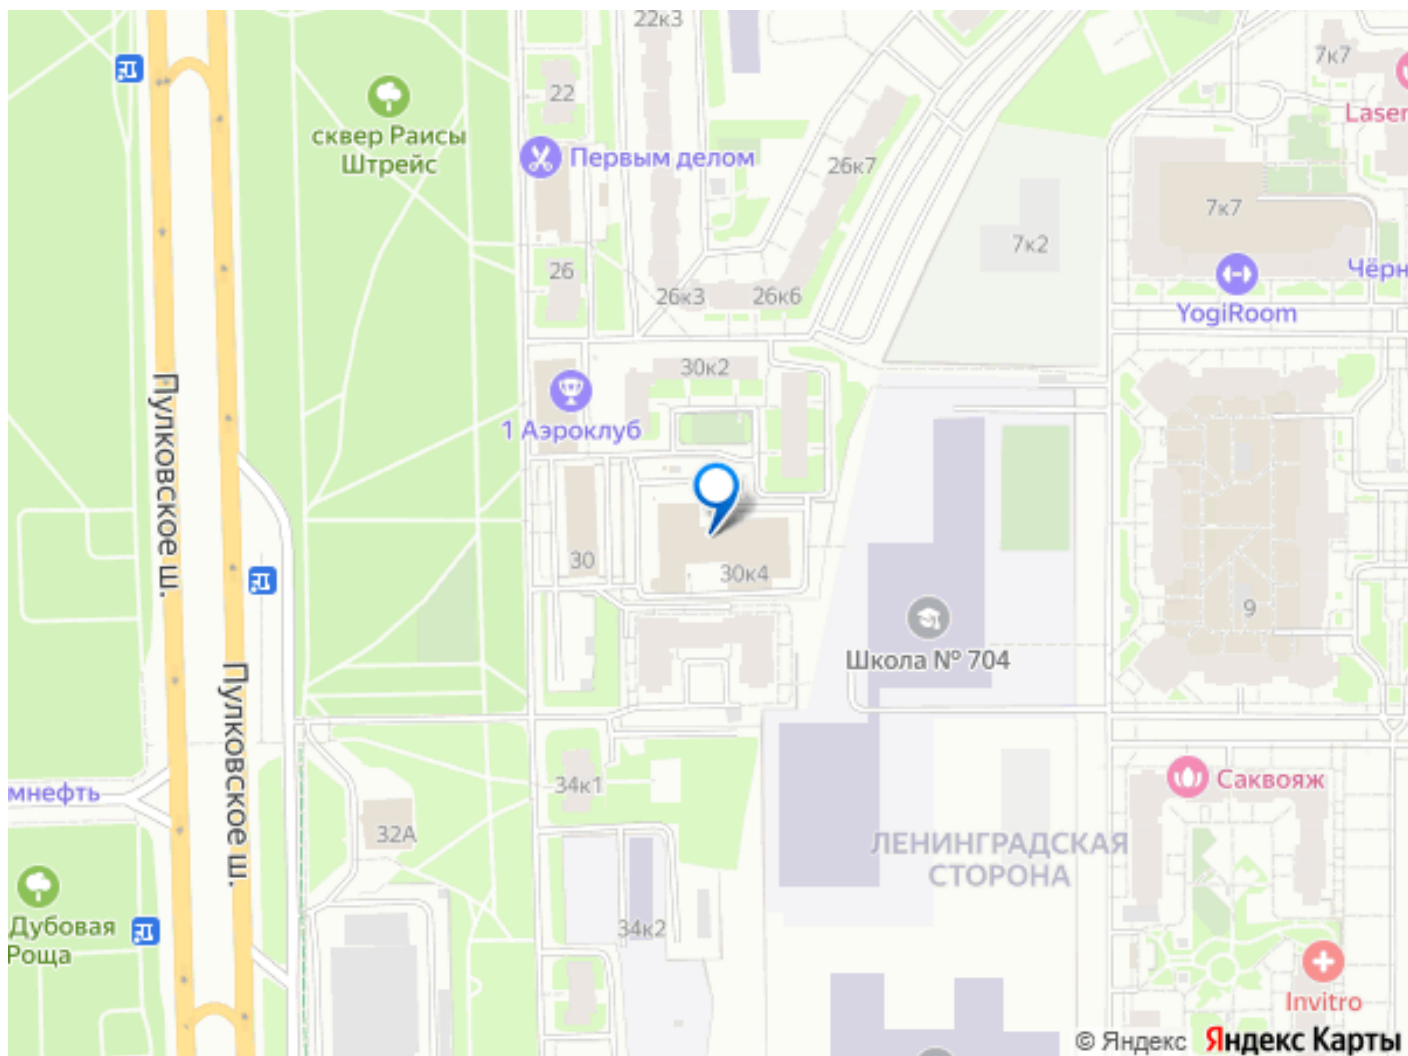 22к3
7к7
Laser
22
сквер Раисы
Штрейс
Первым делом
26к7
7к7
7к2
26
Чёрн
26к3
26к6
YogiRoom
30к2
Пулковское ш.
1 Аэроклуб
30
30к4
9
Школа № 704
Пулковское ш.
34к1
Саквояж
мнефть
32А
ЛЕНИНГРАДСКАЯ
СТОРОНА
Дубовая
Роща
34к2
Invitro
© Яндекс Яндекс Карты